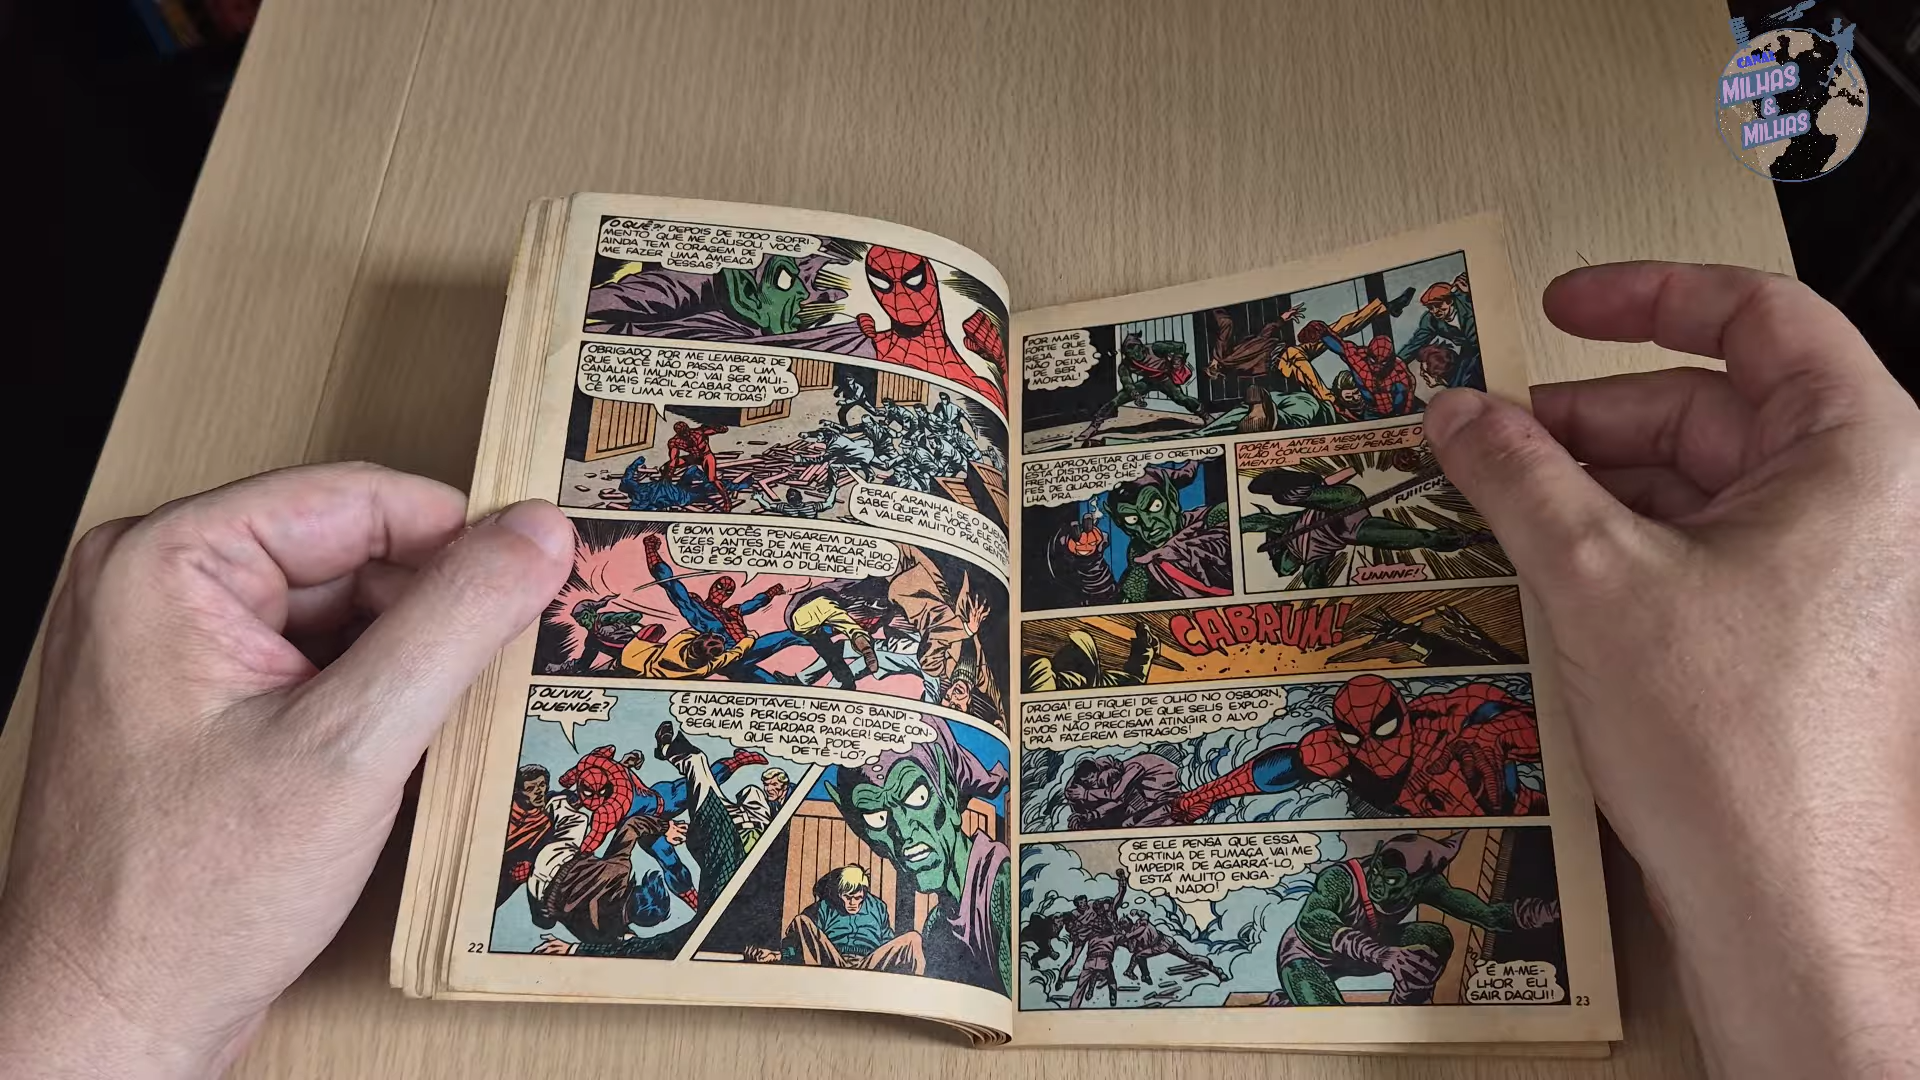 CANAL
MILHAS
&
MILHAS
O QUÊ?! DEPOIS DE TODO SOFRI-
MENTO QUE ME CAUSOU, VOCÊ
AINDA TEM CORAGEM DE
ME FAZER UMA AMEAÇA
DESSAS?
OBRIGADO POR ME LEMBRAR DE
QUE VOCÊ NÃO PASSA DE UM
CANALHA IMUNDO! VAI SER MUI-
TO MAIS FÁCIL ACABAR COM VO-
CÊ DE UMA VEZ POR TODAS!
PERAÍ, ARANHA! SE O
SABE QUEM É VOCÊ, ELE
A VALER MUITO PRA
É BOM VOCÊS PENSAREM DUAS
VEZES ANTES DE ME ATACAR, IDIO-
TAS! POR ENQUANTO, MEU NEGÓ-
CIO É SÓ COM O DUENDE!
OUVIU,
DUENDE?
É INACREDITÁVEL! NEM OS BANDI-
DOS MAIS PERIGOSOS DA CIDADE CON-
SEGUEM RETARDAR PARKER! SERÁ
QUE NADA PODE
DETÊ-LO?
22
POR MAIS
FORTE QUE
SEJA, ELE
NÃO DEIXA
DE SER
MORTAL!
VOU APROVEITAR QUE O CRETINO
ESTÁ DISTRAÍDO, EN-
FRENTANDO OS CHE-
FES DE QUADRI-
LHA, PRA...
PORÉM, ANTES MESMO QUE O
VILÃO CONCLUA SEU PENSA-
MENTO...
UNNNF!
CABRUM!
DROGA! EU FIQUEI DE OLHO NO OSBORN,
MAS ME ESQUECI DE QUE SEUS EXPLO-
SIVOS NÃO PRECISAM ATINGIR O ALVO
PRA FAZEREM ESTRAGOS!
SE ELE PENSA QUE ESSA
CORTINA DE FUMAÇA VAI ME
IMPEDIR DE AGARRÁ-LO,
ESTÁ MUITO ENGA-
NADO!
É M-ME-
LHOR EU
SAIR DAQUI!
23